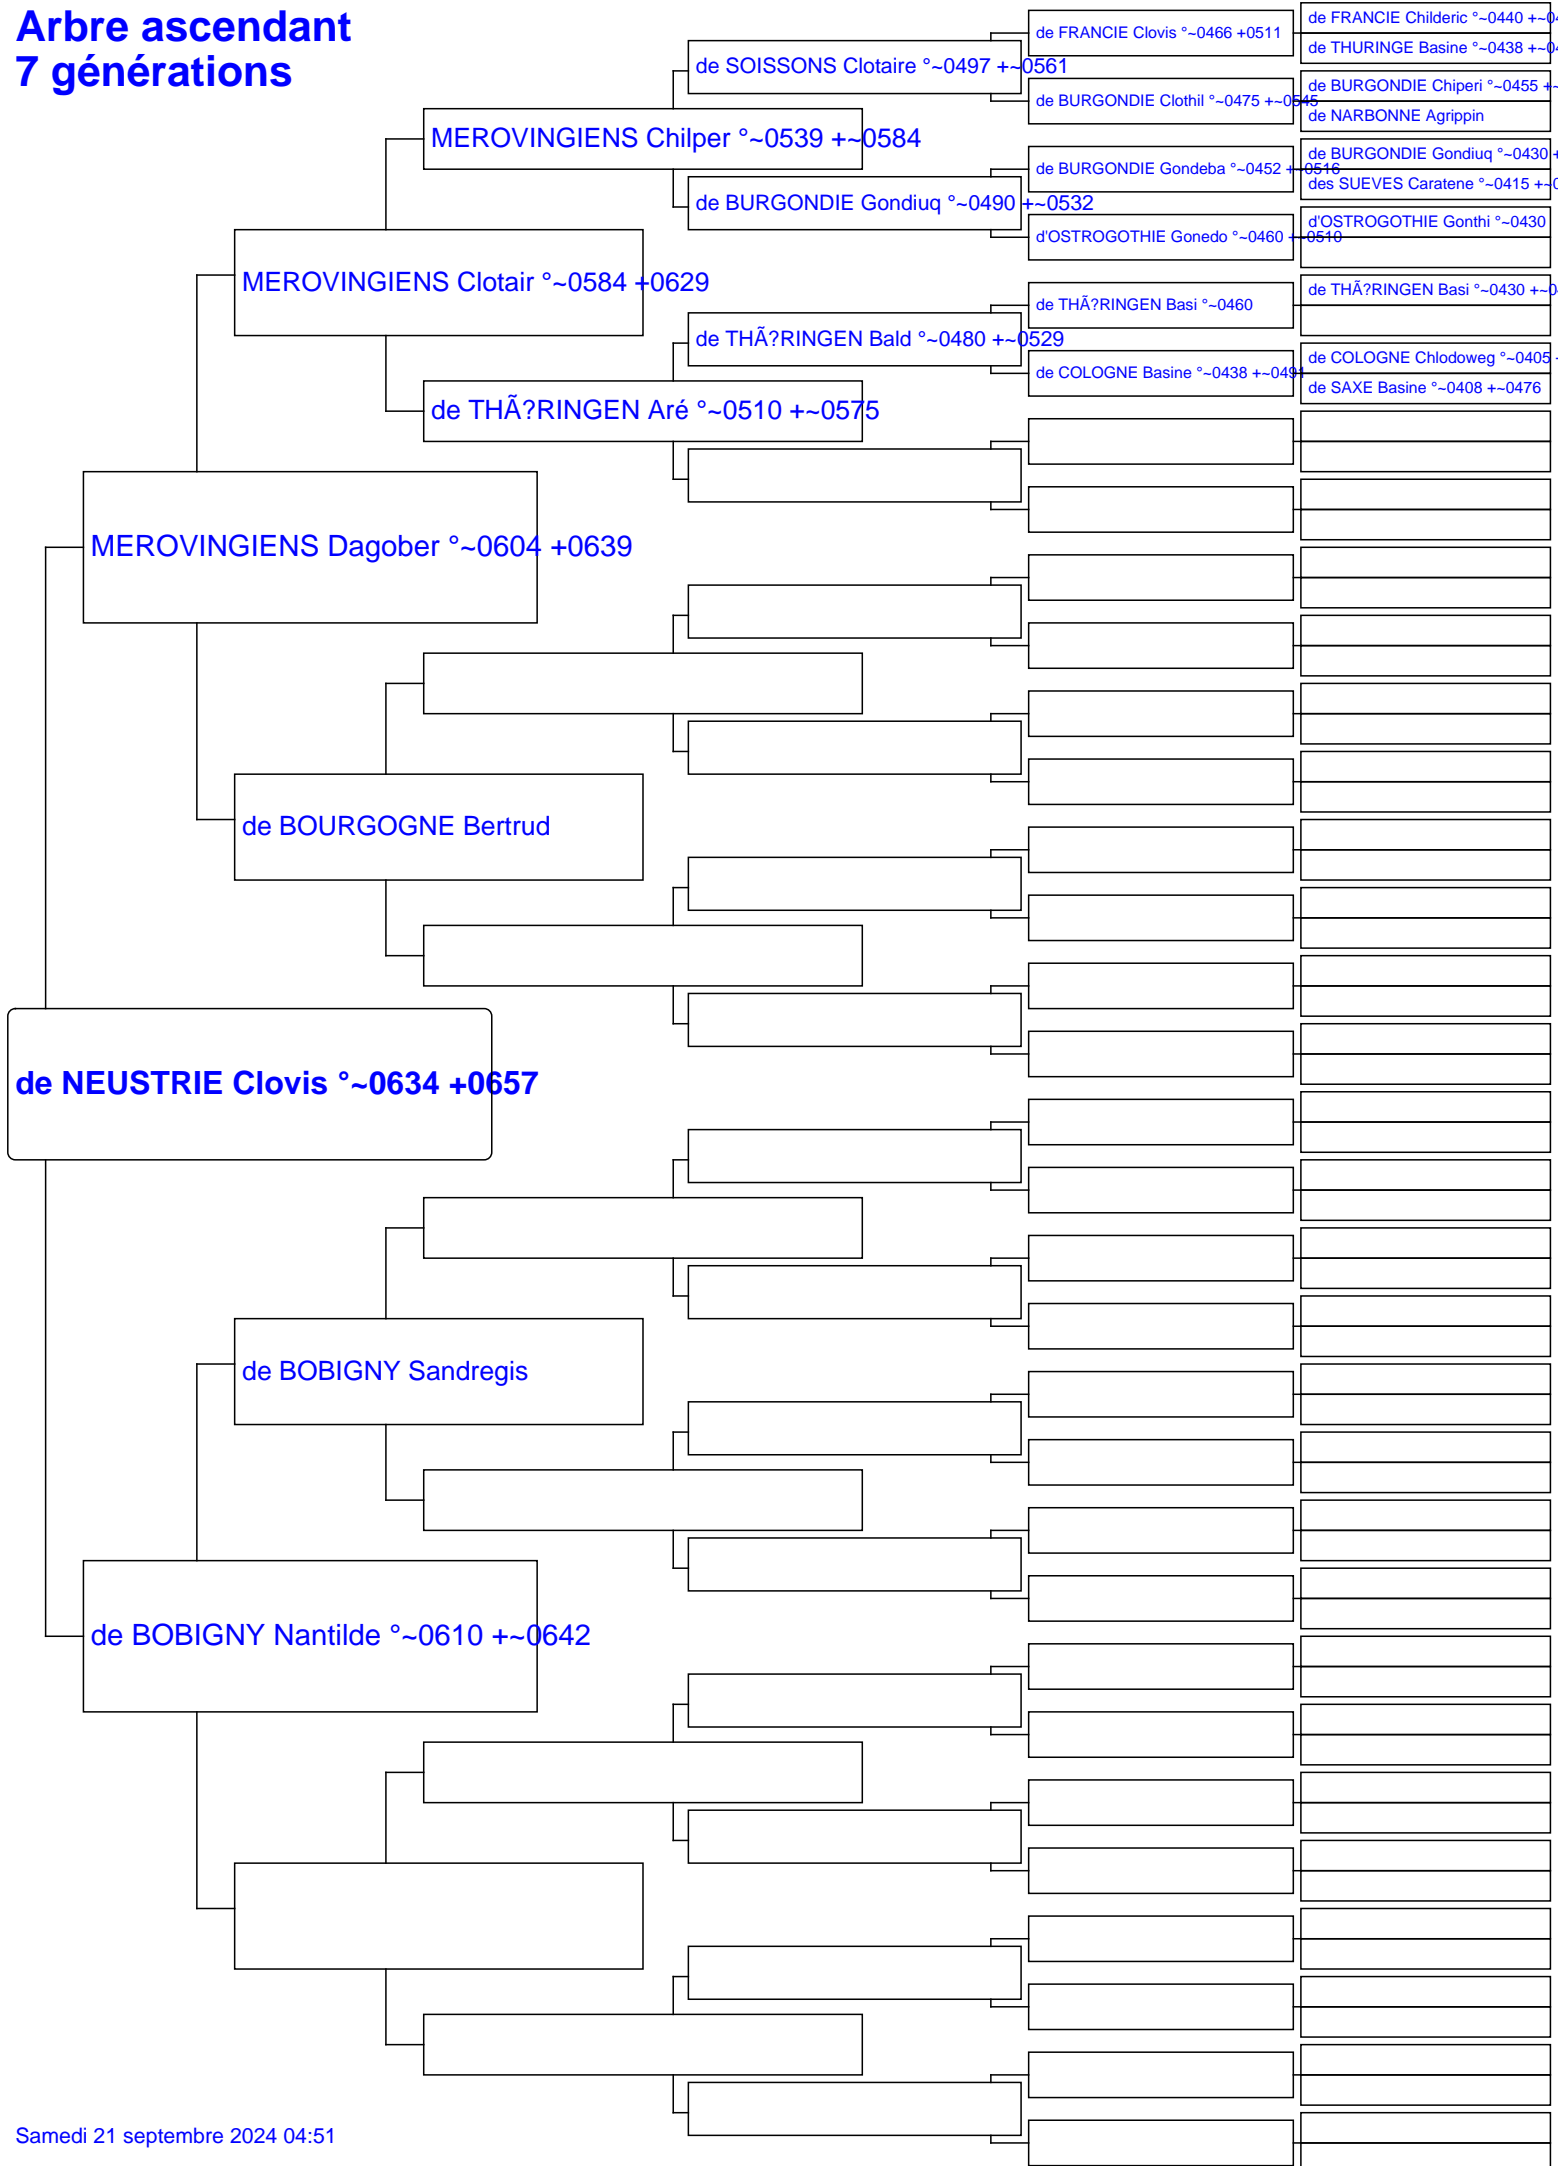 Arbre ascendant
7 générations
de FRANCIE Childeric °~0440 +~04
de FRANCIE Clovis °~0466 +0511
de THURINGE Basine °~0438 +~04
de SOISSONS Clotaire °~0497 +~0561
de BURGONDIE Chiperi °~0455 +~
de BURGONDIE Clothil °~0475 +~0545
de NARBONNE Agrippin
MEROVINGIENS Chilper °~0539 +~0584
de BURGONDIE Gondiuq °~0430 +
de BURGONDIE Gondeba °~0452 +~0516
des SUEVES Caratene °~0415 +~0
de BURGONDIE Gondiuq °~0490 +~0532
d'OSTROGOTHIE Gonthi °~0430
d'OSTROGOTHIE Gonedo °~0460 +~0510
MEROVINGIENS Clotair °~0584 +0629
de THÃ?RINGEN Basi °~0430 +~0
de THÃ?RINGEN Basi °~0460
de THÃ?RINGEN Bald °~0480 +~0529
de COLOGNE Chlodoweg °~0405 +
de COLOGNE Basine °~0438 +~0491
de SAXE Basine °~0408 +~0476
de THÃ?RINGEN Aré °~0510 +~0575
MEROVINGIENS Dagober °~0604 +0639
de BOURGOGNE Bertrud
de NEUSTRIE Clovis °~0634 +0657
de BOBIGNY Sandregis
de BOBIGNY Nantilde °~0610 +~0642
Samedi 21 septembre 2024 04:51